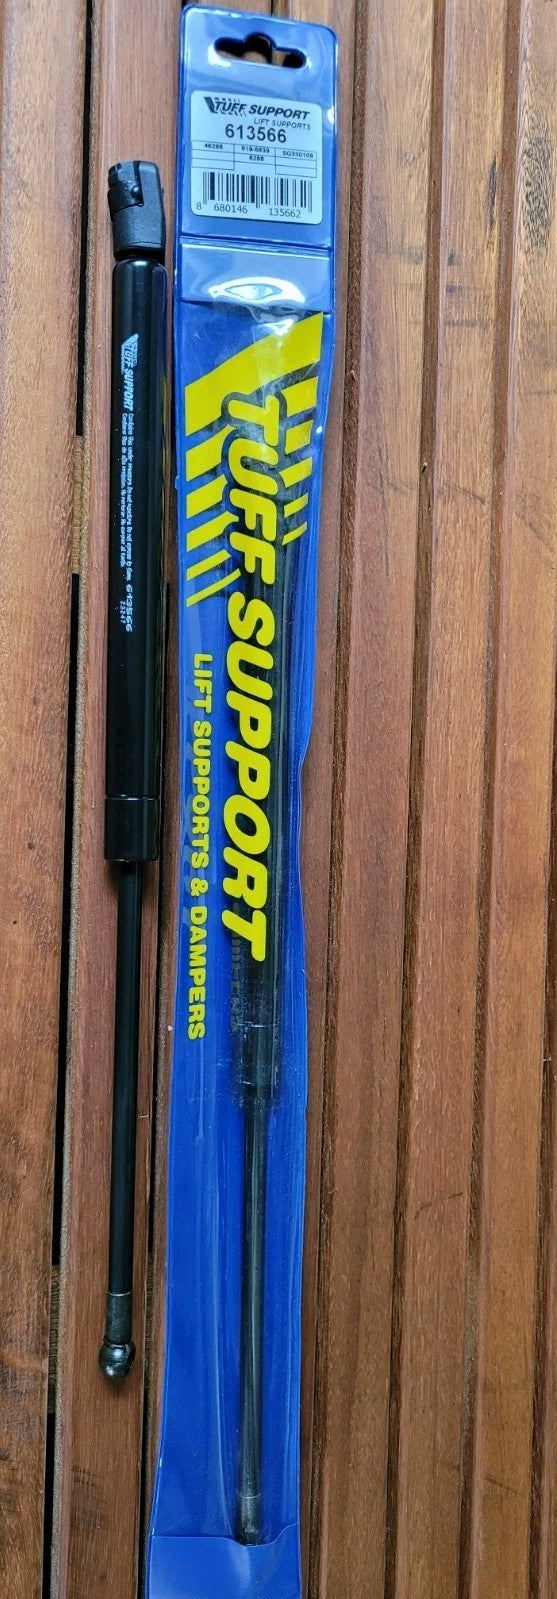 TUFF SUPPORT
LIFT SUPPORTS
613566
46288 819-5539 SG330109
6288
8 680146 135662
TUFF SUPPORT
LIFT SUPPORTS & DAMPERS
TUFF SUPPORT
613566